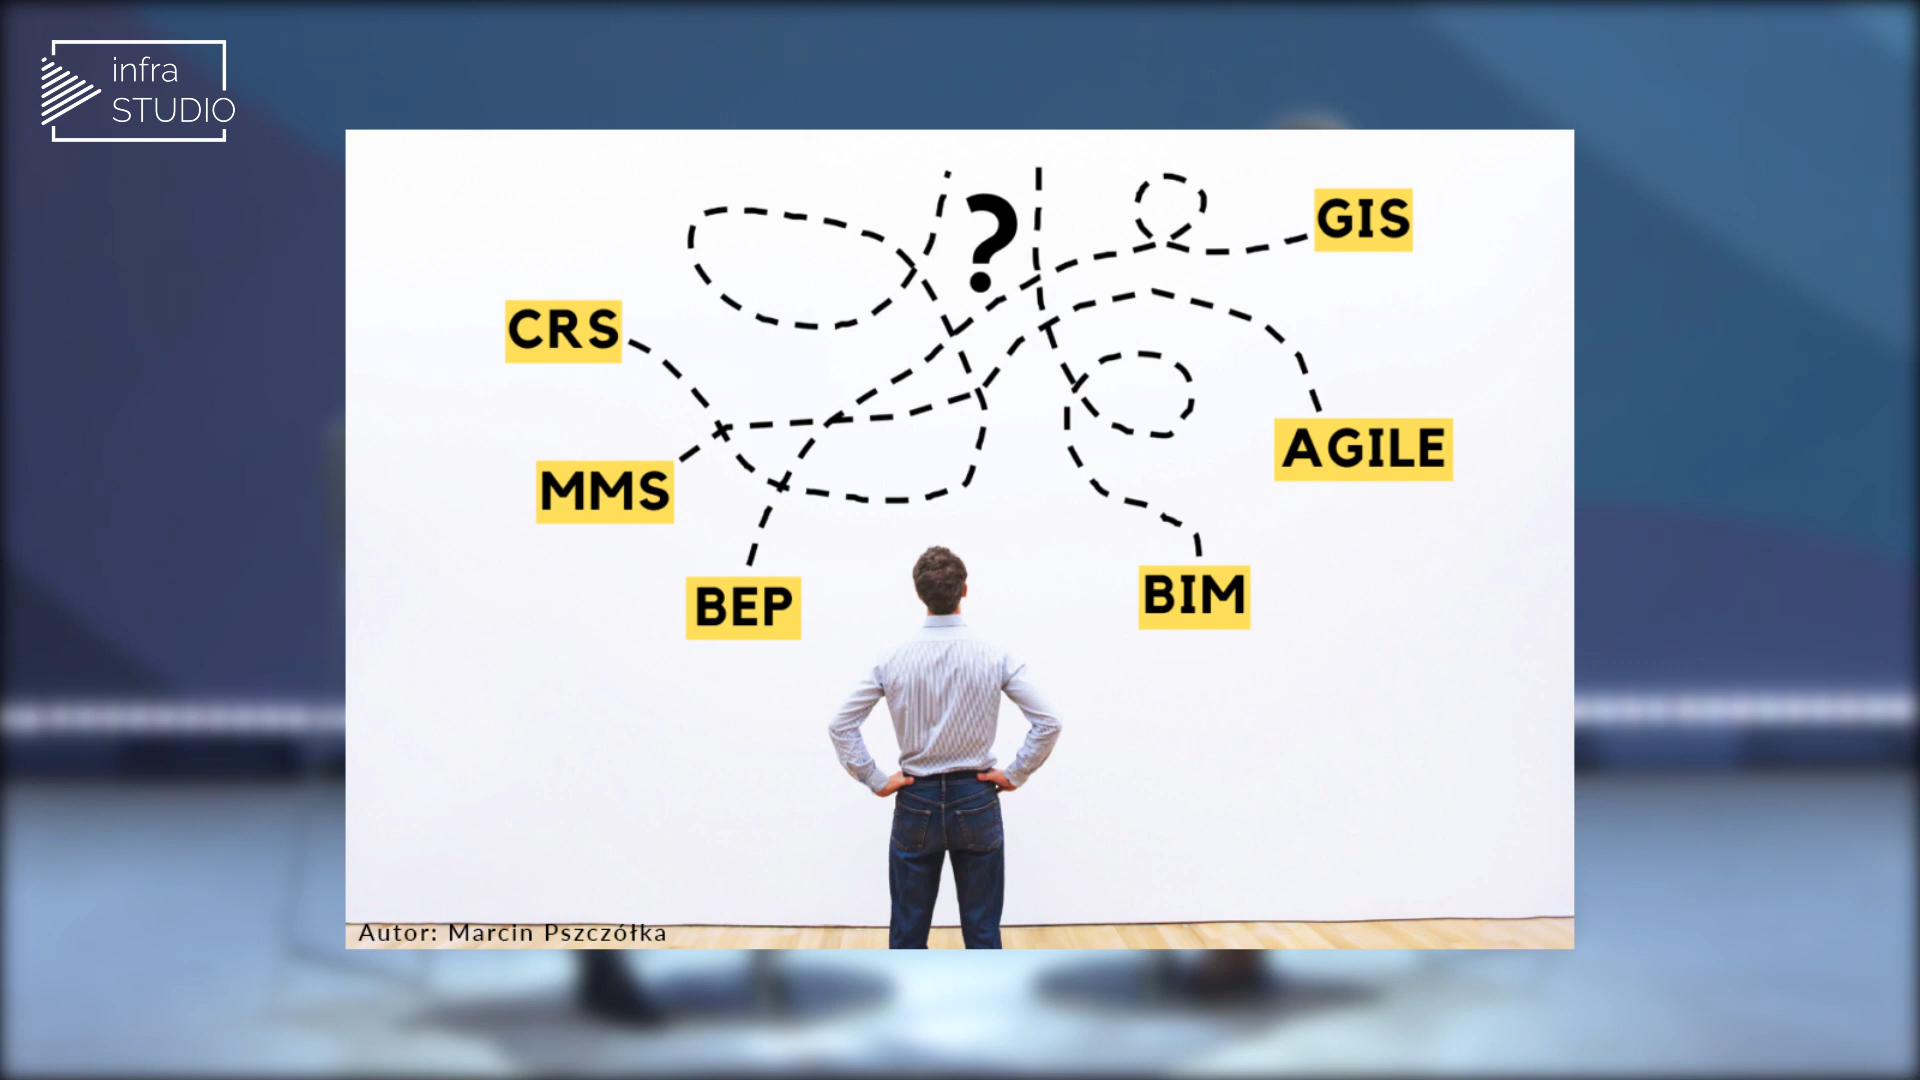 infra
STUDIO
?
GIS
CRS
AGILE
MMS
BEP
BIM
Autor: Marcin Pszczółka